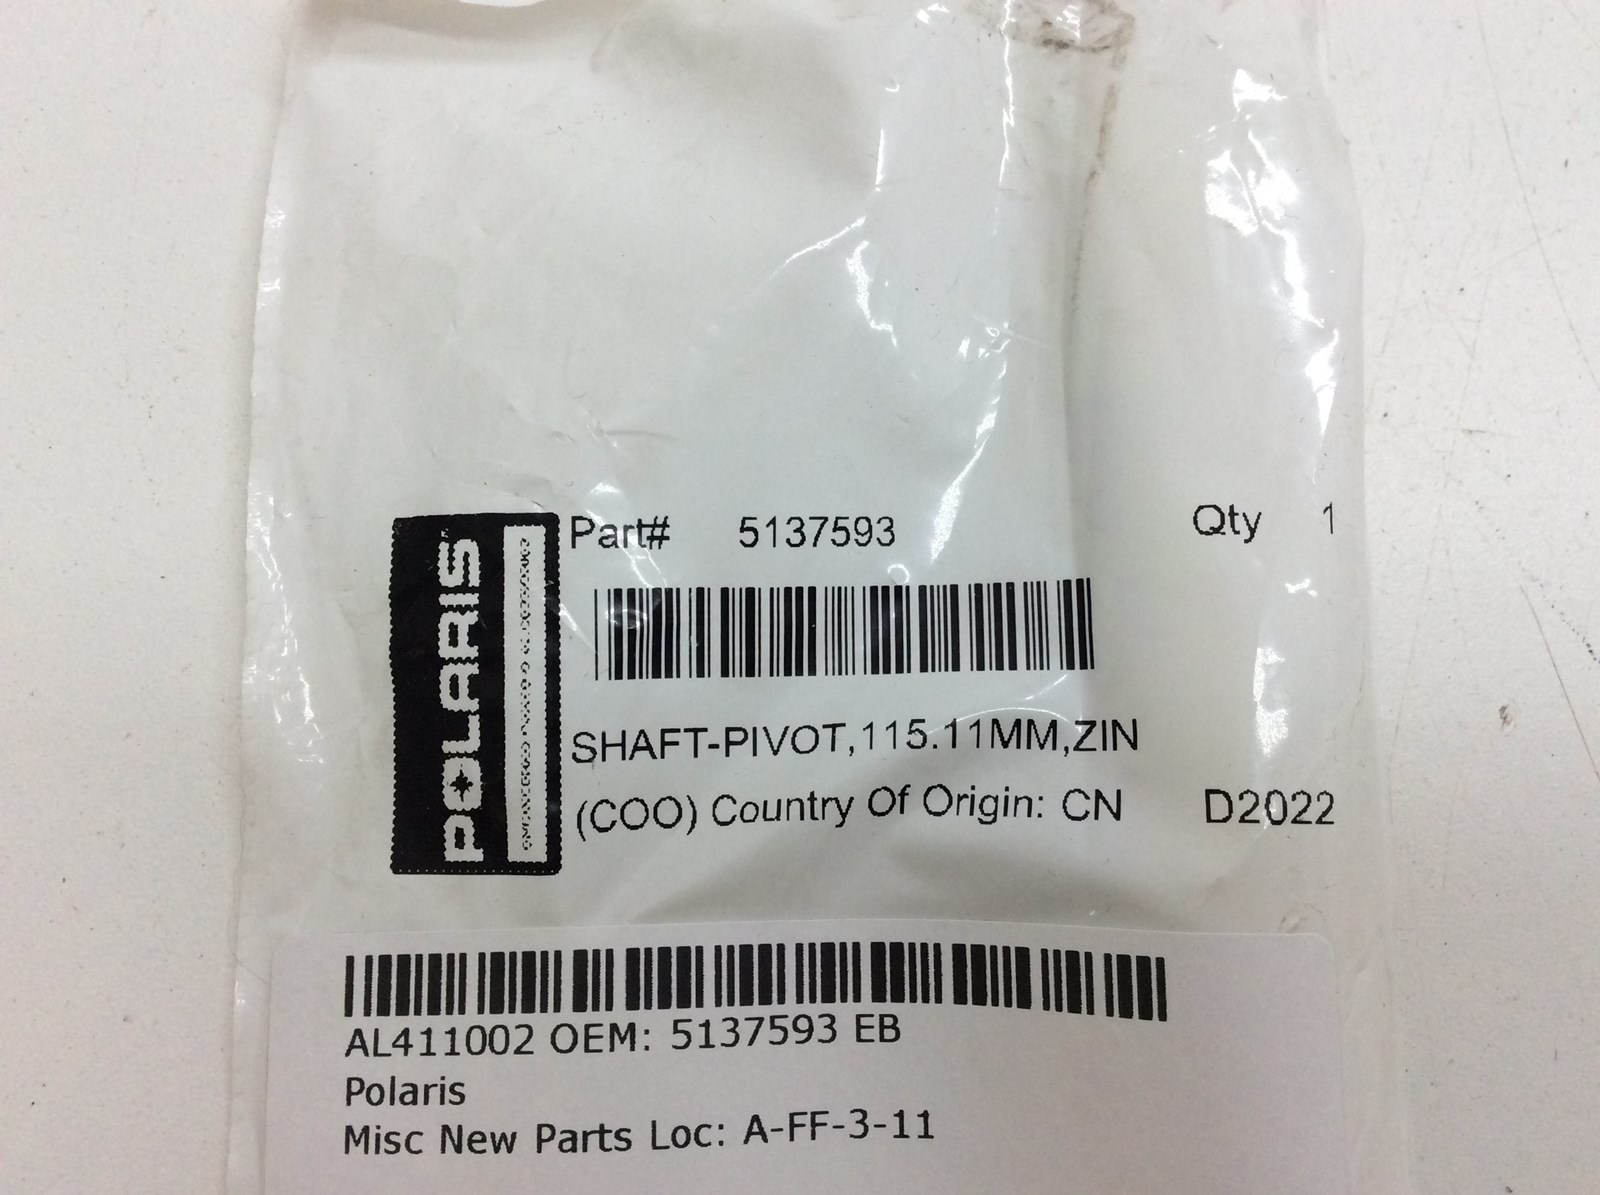 POLARIS
Part# 5137593 Qty 1
SHAFT-PIVOT,115.11MM,ZIN
(COO) Country Of Origin: CN D2022
AL411002 OEM: 5137593 EB
Polaris
Misc New Parts Loc: A-FF-3-11